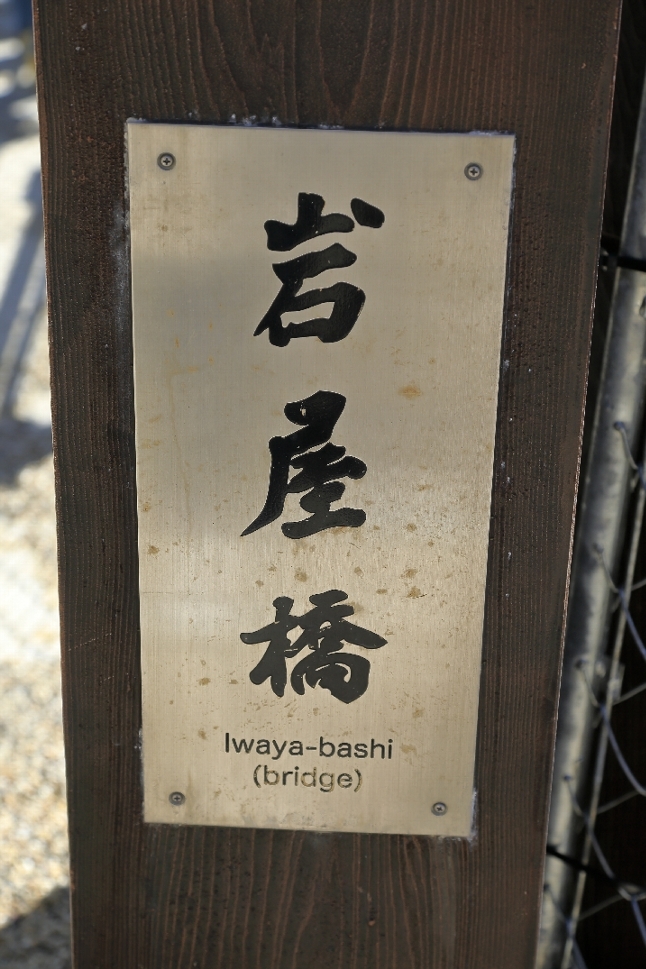 岩屋橋
Iwaya-bashi
(bridge)